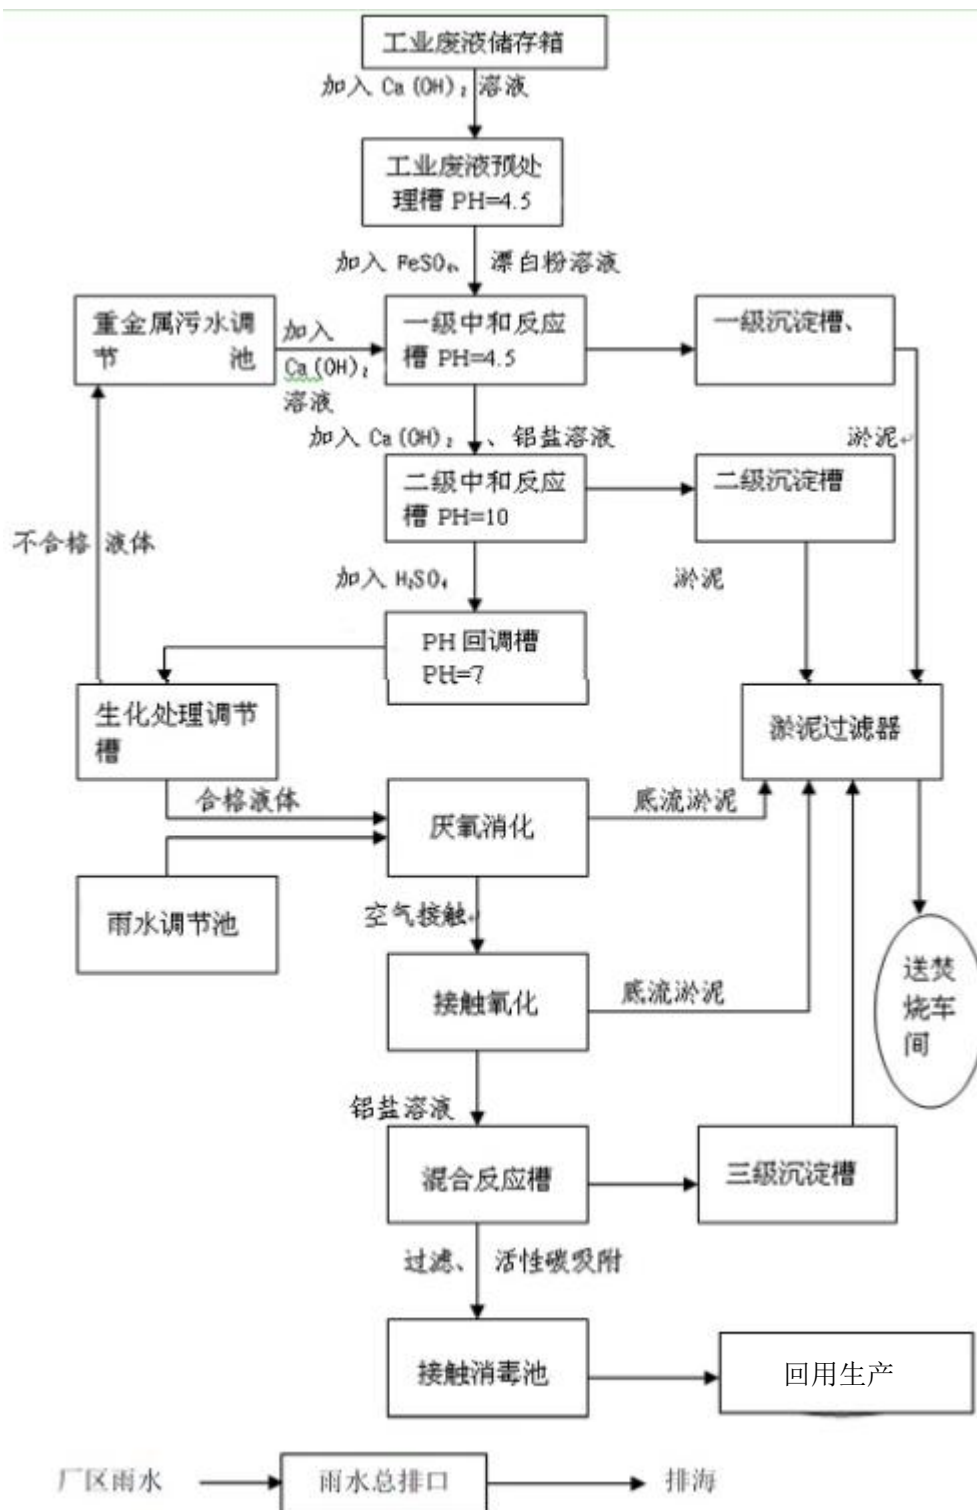 工业废液储存箱
加入 Ca(OH)₂ 溶液
工业废液预处
理槽 PH=4.5
加入 FeSO₄、 漂白粉溶液
重金属污水调
节 池
加入
Ca(OH)₂
溶液
一级中和反应
槽 PH=4.5
一级沉淀槽、
加入 Ca(OH)₂ 、铝盐溶液
淤泥
二级中和反应
槽 PH=10
二级沉淀槽
不合格 液体
加入 H₂SO₄
淤泥
PH 回调槽
PH=7
生化处理调节
槽
淤泥过滤器
合格液体
厌氧消化
底流淤泥
雨水调节池
空气接触
送焚
烧车
间
接触氧化
底流淤泥
铝盐溶液
混合反应槽
三级沉淀槽
过滤、 活性碳吸附
接触消毒池
回用生产
厂区雨水
雨水总排口
排海